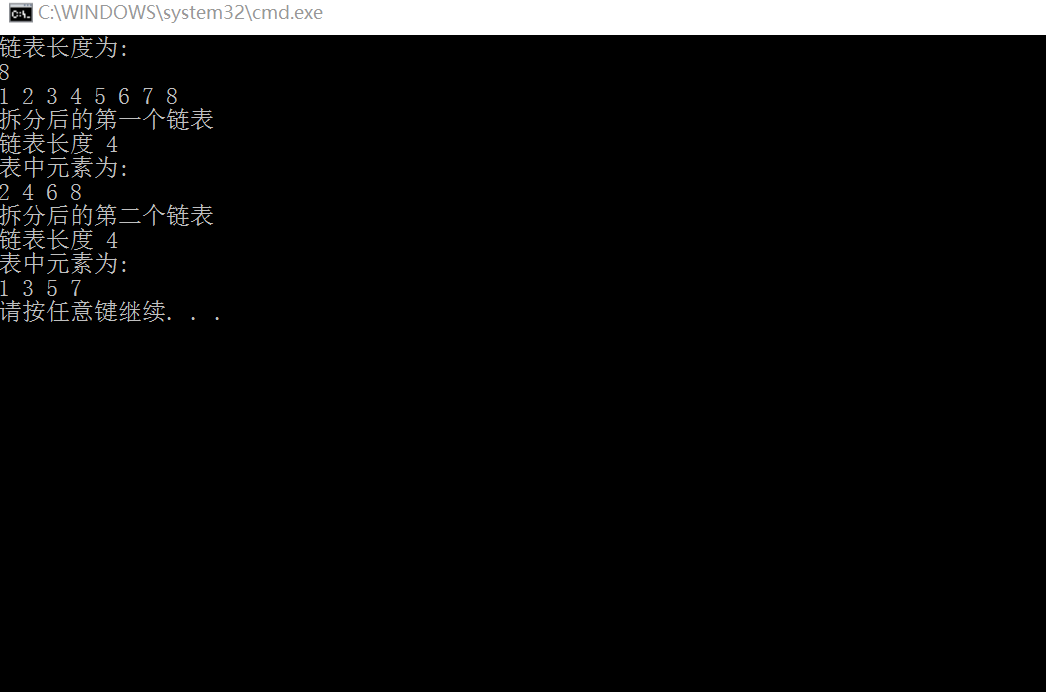 C:\WINDOWS\system32\cmd.exe
链表长度为:
8
1 2 3 4 5 6 7 8
拆分后的第一个链表
链表长度 4
表中元素为:
2 4 6 8
拆分后的第二个链表
链表长度 4
表中元素为:
1 3 5 7
请按任意键继续. . .